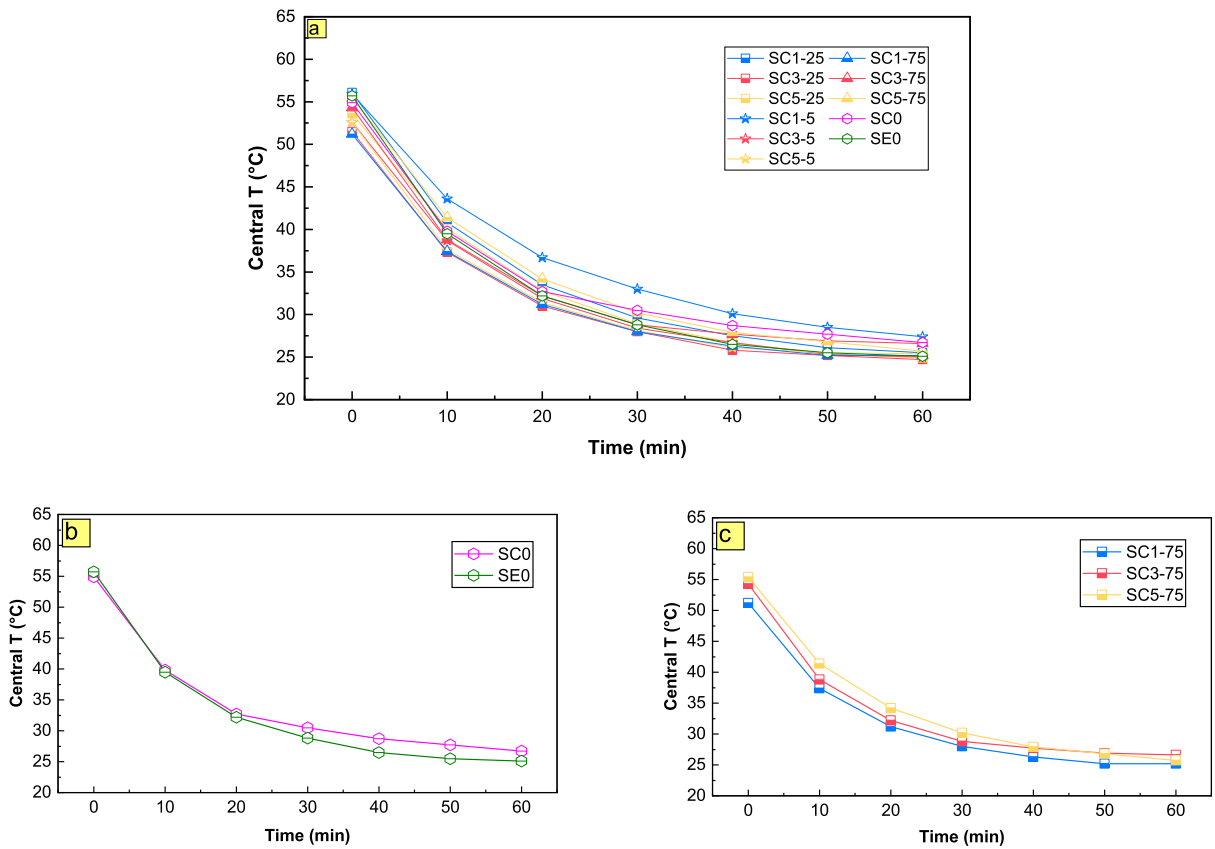 a
65
60
55
50
45
40
35
30
25
20
Central T (°C)
SC1-25 SC1-75
SC3-25 SC3-75
SC5-25 SC5-75
SC1-5 SC0
SC3-5 SE0
SC5-5
0 10 20 30 40 50 60
Time (min)
b
65
60
55
50
45
40
35
30
25
20
Central T (°C)
SC0
SE0
0 10 20 30 40 50 60
Time (min)
c
65
60
55
50
45
40
35
30
25
20
Central T (°C)
SC1-75
SC3-75
SC5-75
0 10 20 30 40 50 60
Time (min)